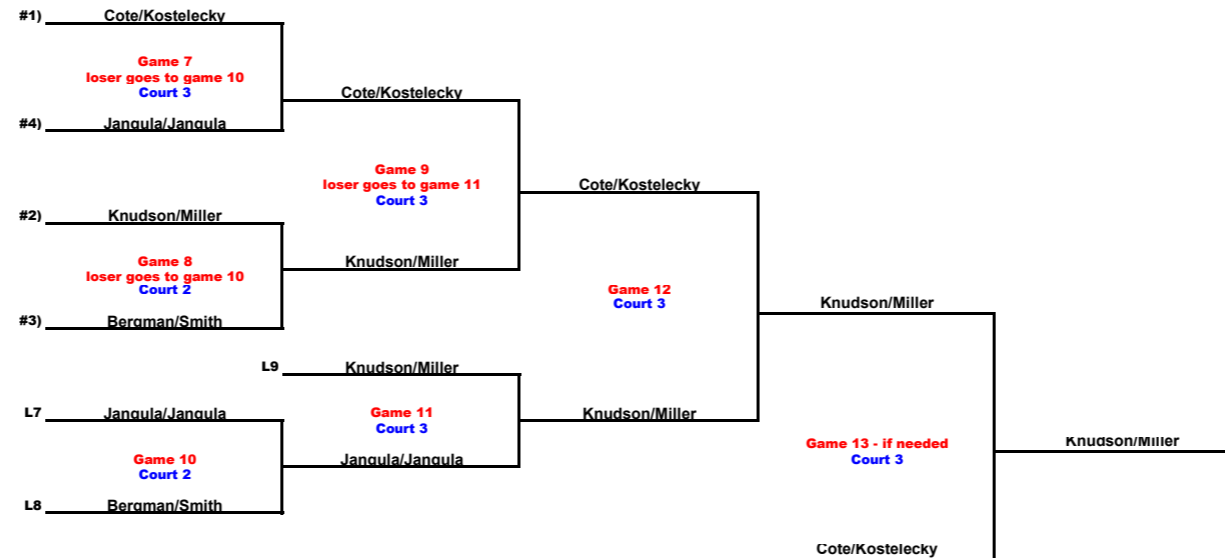 #1) Cote/Kostelecky
Game 7
loser goes to game 10
Court 3
Cote/Kostelecky
#4) Jangula/Jangula
Game 9
loser goes to game 11
Court 3
Cote/Kostelecky
#2) Knudson/Miller
Game 8
loser goes to game 10
Court 2
Knudson/Miller
Game 12
Court 3
Knudson/Miller
#3) Bergman/Smith
L9 Knudson/Miller
L7 Jangula/Jangula
Game 11
Court 3
Knudson/Miller
Game 13 - if needed
Court 3
Knudson/Miller
Game 10
Court 2
Jangula/Jangula
L8 Bergman/Smith
Cote/Kostelecky